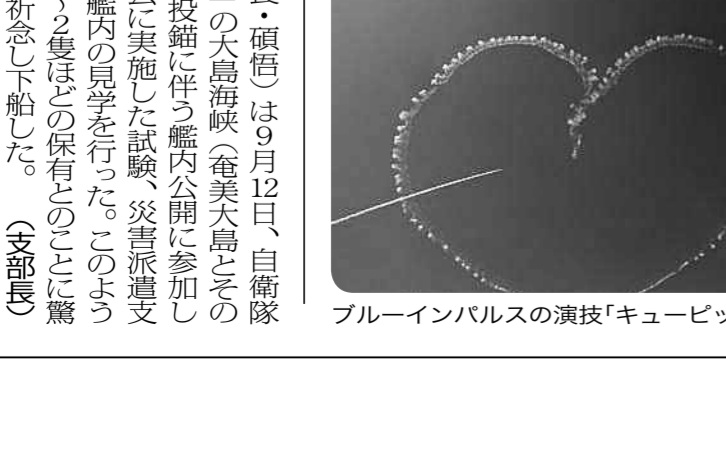 長・碩悟)は9月12日、自衛隊
の大島海峡(奄美大島とその
投錨に伴う艦内公開に参加し
に実施した試験、災害派遣支
艦内の見学を行った。このよう
2隻ほどの保有とのことに驚
祈念し下船した。 (支部長)
ブルーインパルスの演技「キューピッ